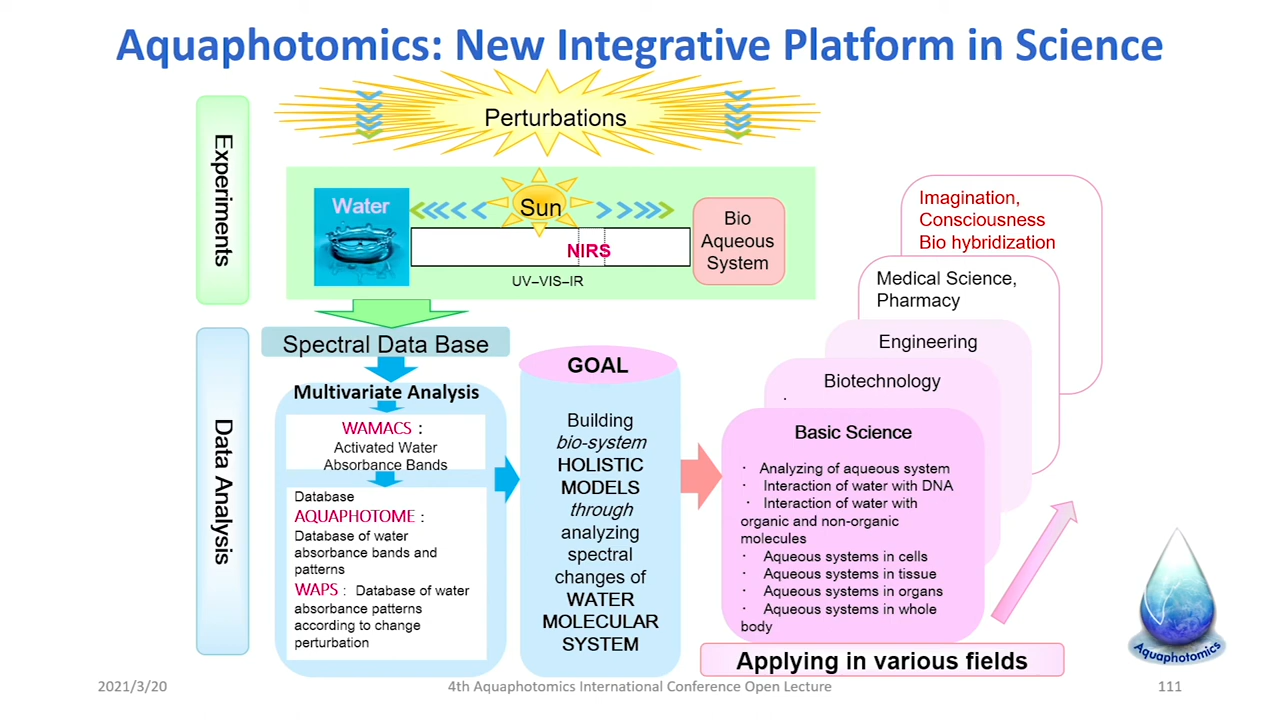 Aquaphotomics: New Integrative Platform in Science
Experiments
Perturbations
Water
Sun
NIRS
UV–VIS–IR
Bio
Aqueous
System
Data Analysis
Spectral Data Base
Multivariate Analysis
WAMACS :
Activated Water
Absorbance Bands
Database
AQUAPHOTOME :
Database of water
absorbance bands and
patterns
WAPS : Database of water
absorbance patterns
according to change
perturbation
GOAL
Building
bio-system
HOLISTIC
MODELS
through
analyzing
spectral
changes of
WATER
MOLECULAR
SYSTEM
Imagination,
Consciousness
Bio hybridization
Medical Science,
Pharmacy
Engineering
Biotechnology
·
Basic Science
· Analyzing of aqueous system
· Interaction of water with DNA
· Interaction of water with
organic and non-organic
molecules
· Aqueous systems in cells
· Aqueous systems in tissue
· Aqueous systems in organs
· Aqueous systems in whole
body
Applying in various fields
Aquaphotomics
2021/3/20
4th Aquaphotomics International Conference Open Lecture
111